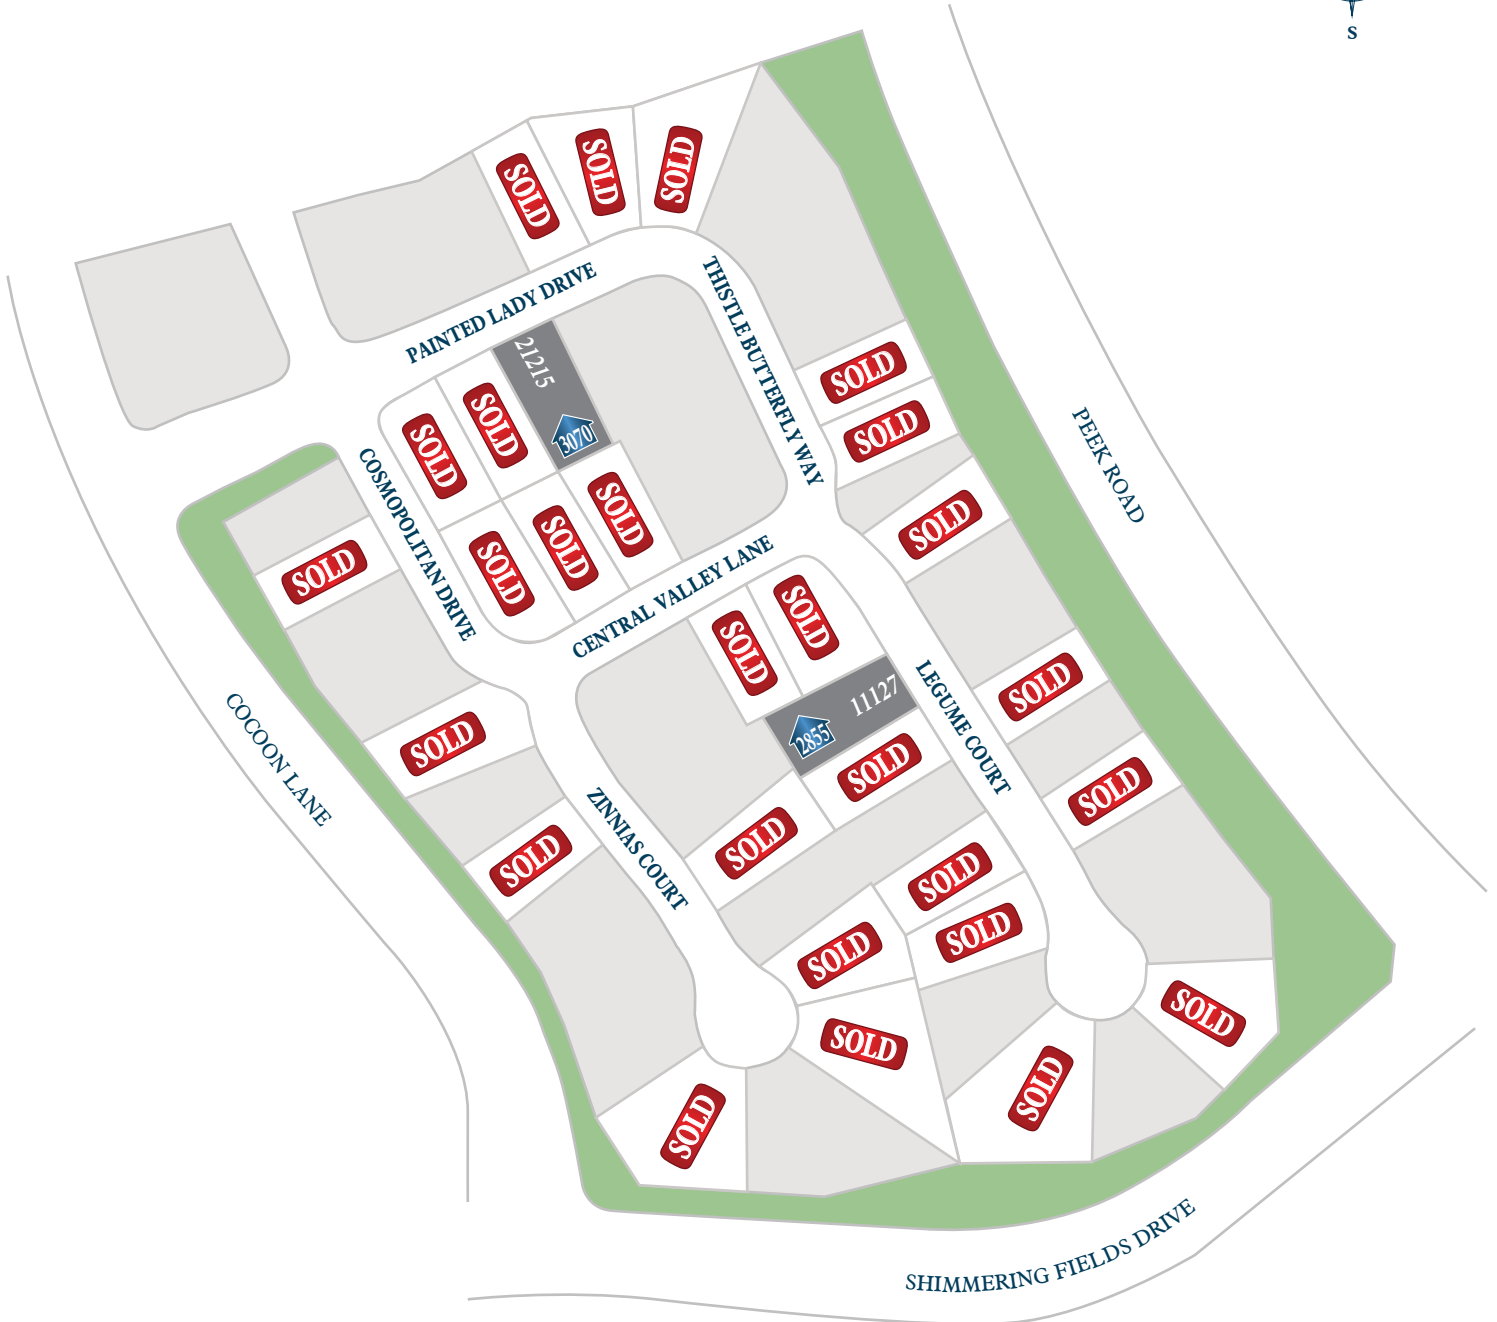 S
SOLD
SOLD
SOLD
PAINTED LADY DRIVE
THISTLE BUTTERFLY WAY
21215
3070
SOLD
SOLD
SOLD
SOLD
COSMOPOLITAN DRIVE
SOLD
SOLD
SOLD
SOLD
SOLD
PEEK ROAD
CENTRAL VALLEY LANE
SOLD
SOLD
SOLD
11127
2855
LEGUME COURT
SOLD
SOLD
COCOON LANE
SOLD
SOLD
SOLD
ZINNIAS COURT
SOLD
SOLD
SOLD
SOLD
SOLD
SOLD
SOLD
SOLD
SOLD
SHIMMERING FIELDS DRIVE